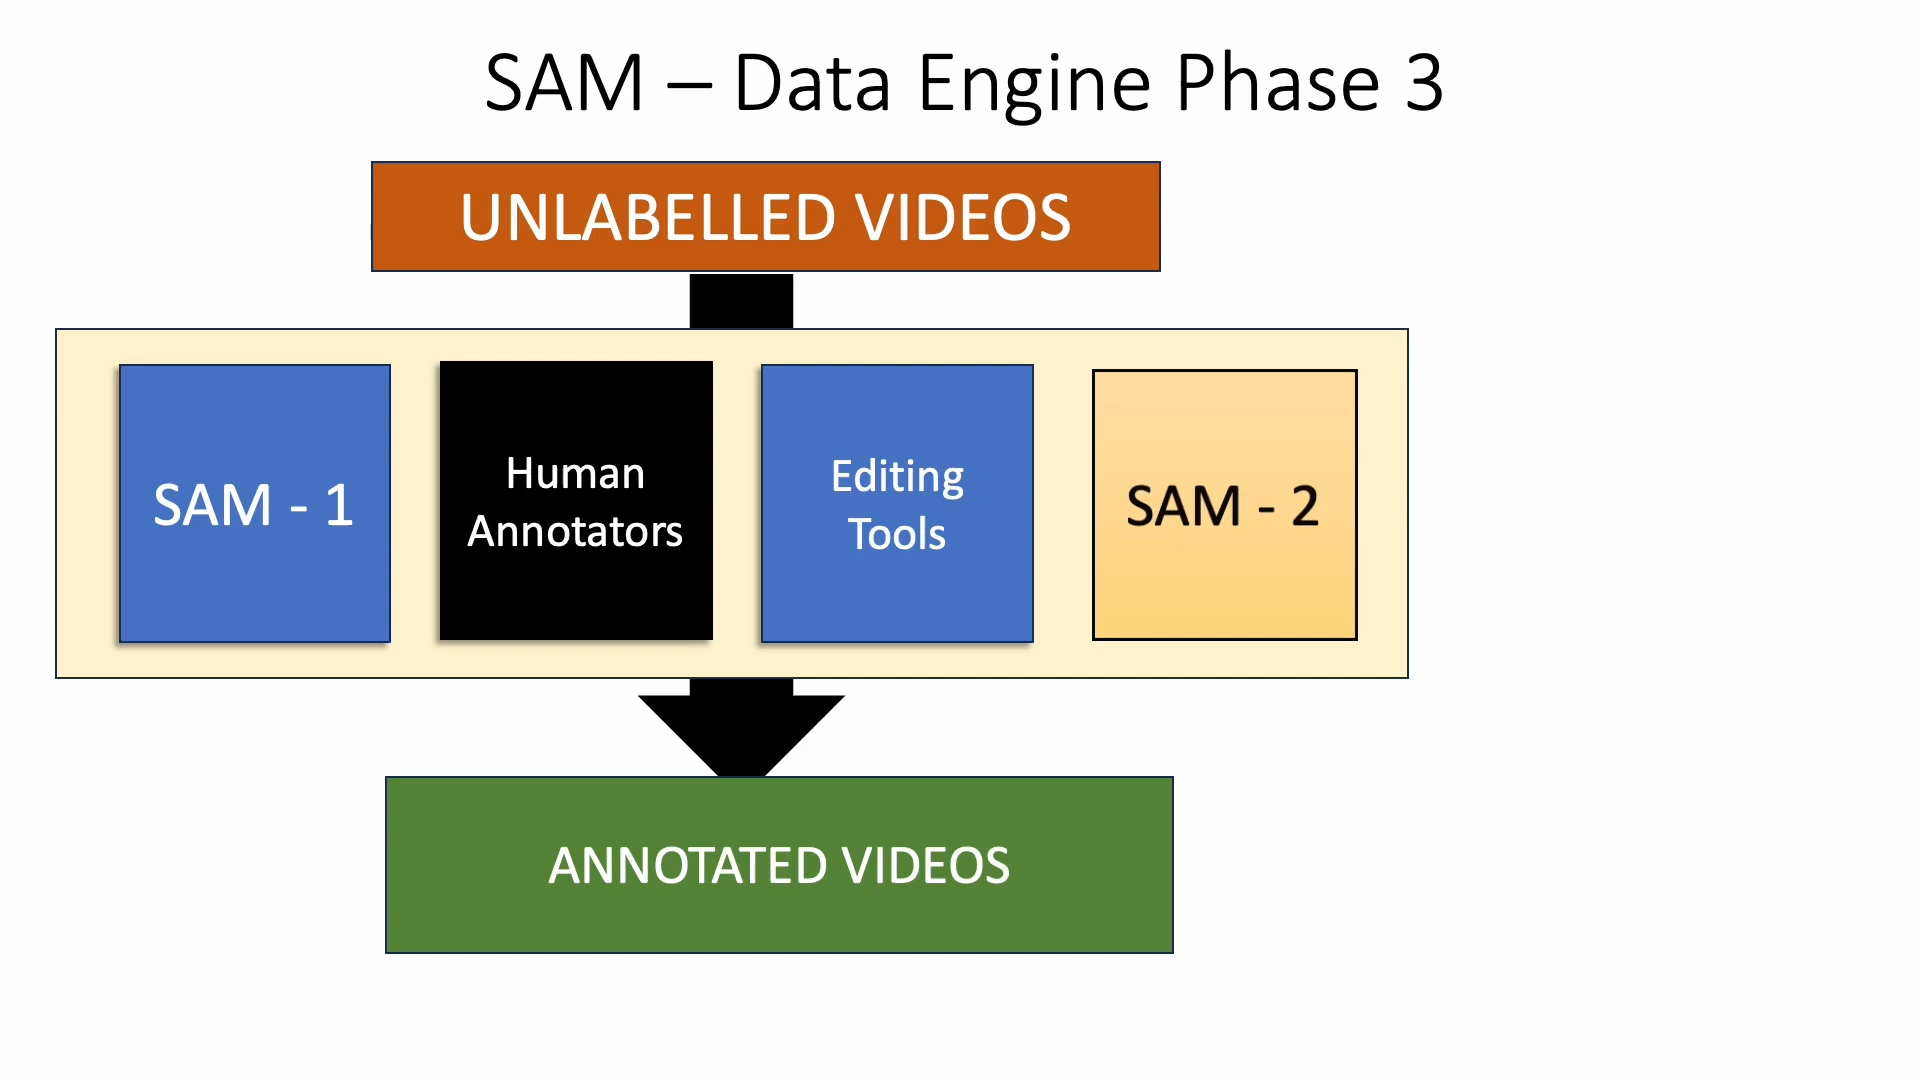 SAM – Data Engine Phase 3
UNLABELLED VIDEOS
SAM - 1
Human
Annotators
Editing
Tools
SAM - 2
ANNOTATED VIDEOS